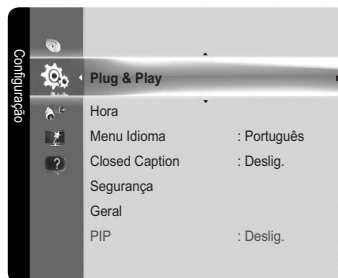 Configuração
Plug & Play
Hora
Menu Idioma : Português
Closed Caption : Deslig.
Segurança
Geral
PIP : Deslig.